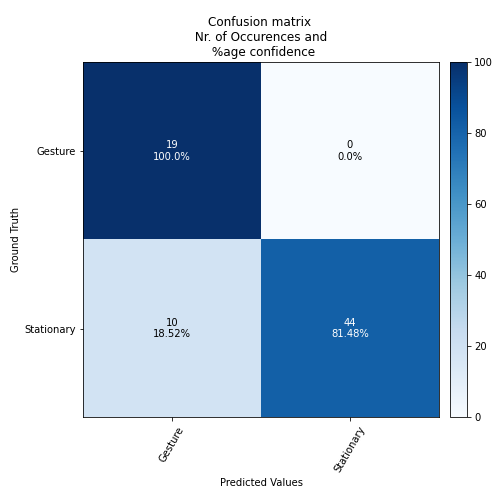 Confusion matrix
Nr. of Occurences and
%age confidence
Ground Truth
Gesture
19
100.0%
0
0.0%
Stationary
10
18.52%
44
81.48%
Gesture
Stationary
Predicted Values
100
80
60
40
20
0